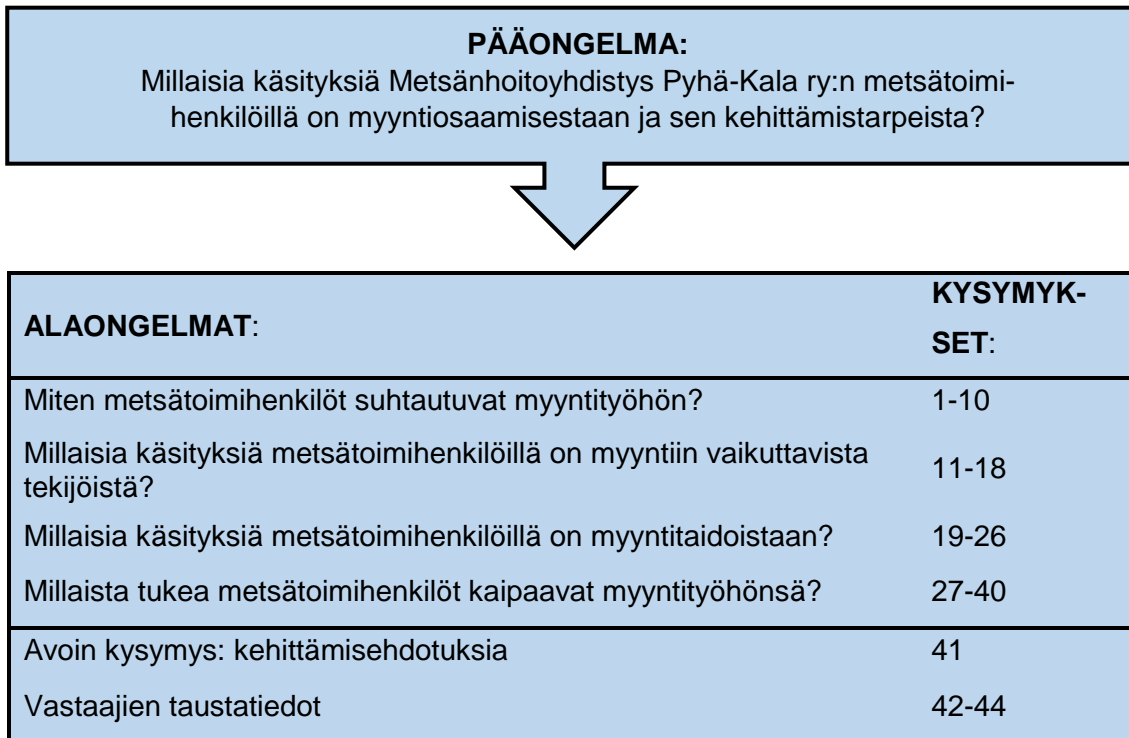 PÄÄONGELMA:
Millaisia käsityksiä Metsänhoitoyhdistys Pyhä-Kala ry:n metsätoimi-
henkilöillä on myyntiosaamisestaan ja sen kehittämistarpeista?
ALAONGELMAT:
KYSYMYK-
SET:
Miten metsätoimihenkilöt suhtautuvat myyntityöhön? 1-10
Millaisia käsityksiä metsätoimihenkilöillä on myyntiin vaikuttavista
tekijöistä?
11-18
Millaisia käsityksiä metsätoimihenkilöillä on myyntitaidoistaan? 19-26
Millaista tukea metsätoimihenkilöt kaipaavat myyntityöhönsä? 27-40
Avoin kysymys: kehittämisehdotuksia 41
Vastaajien taustatiedot 42-44